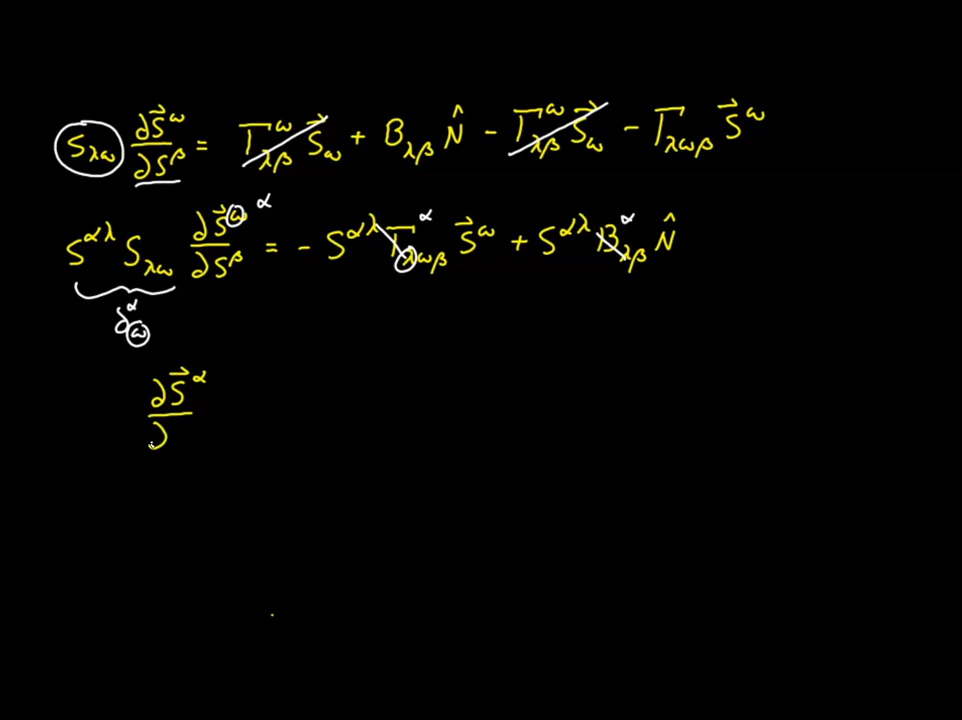 S_{λω} ∂S⃗^ω/∂S^β = Γ^ω_{λβ} S⃗_ω + B_{λβ} N̂ − Γ^ω_{λβ} S⃗_ω − Γ_{λωβ} S⃗^ω
S^{αλ} S_{λω} ∂S⃗^ω/∂S^β α = − S^{αλ} Γ_{λωβ}^α S⃗^ω + S^{αλ} B_{λβ}^α N̂
δ^α_ω
∂S⃗^α/∂